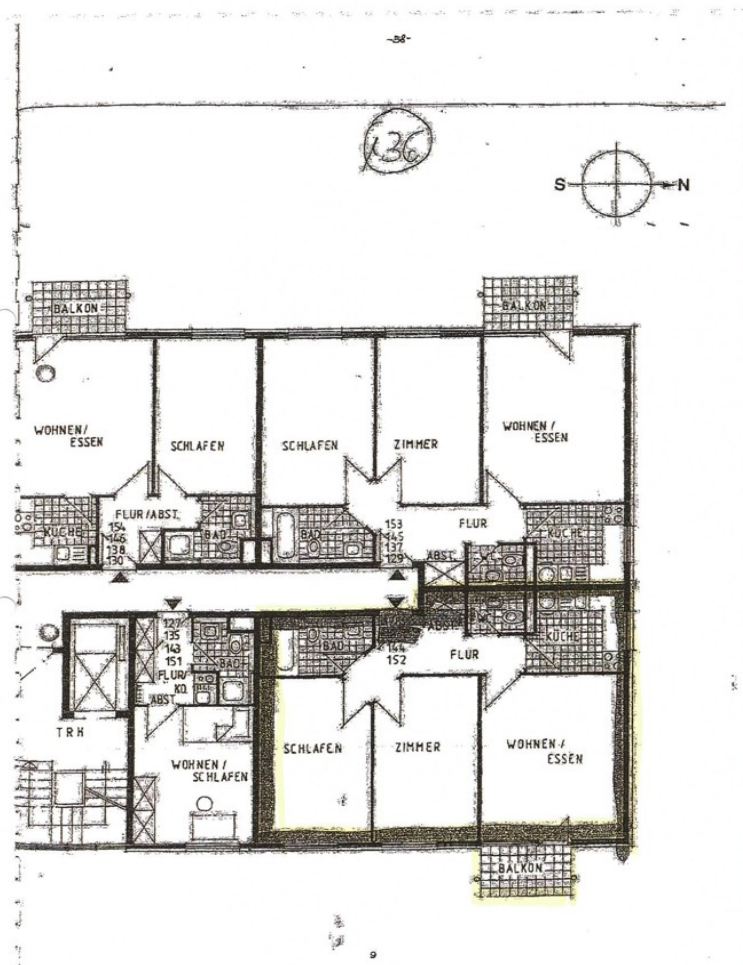 -38-
136
S N
BALKON
BALKON
WOHNEN/
ESSEN
SCHLAFEN
SCHLAFEN
ZIMMER
WOHNEN/
ESSEN
KÜCHE
FLUR/ABST.
154
146
138
130
BAD
BAD
153
145
137
129
FLUR
ABST.
WC
KÜCHE
127
135
143
151
FLUR/
KO.
ABST
BAD
BAD
144
152
ABST.
FLUR
KÜCHE
TRH
WOHNEN/
SCHLAFEN
SCHLAFEN
ZIMMER
WOHNEN/
ESSEN
BALKON
9